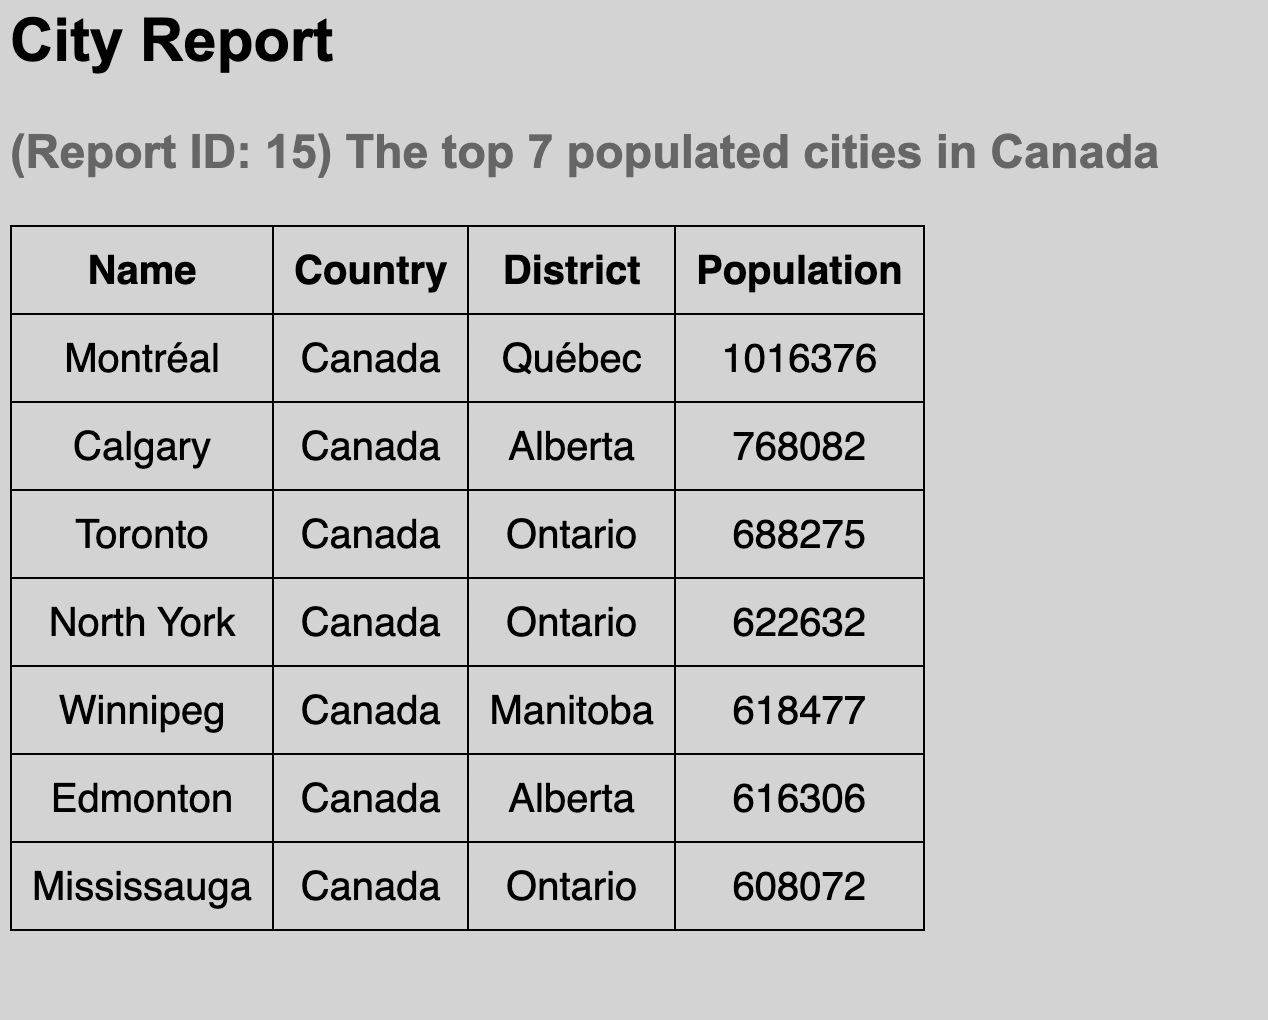 City Report
(Report ID: 15) The top 7 populated cities in Canada
Name Country District Population
Montréal Canada Québec 1016376
Calgary Canada Alberta 768082
Toronto Canada Ontario 688275
North York Canada Ontario 622632
Winnipeg Canada Manitoba 618477
Edmonton Canada Alberta 616306
Mississauga Canada Ontario 608072